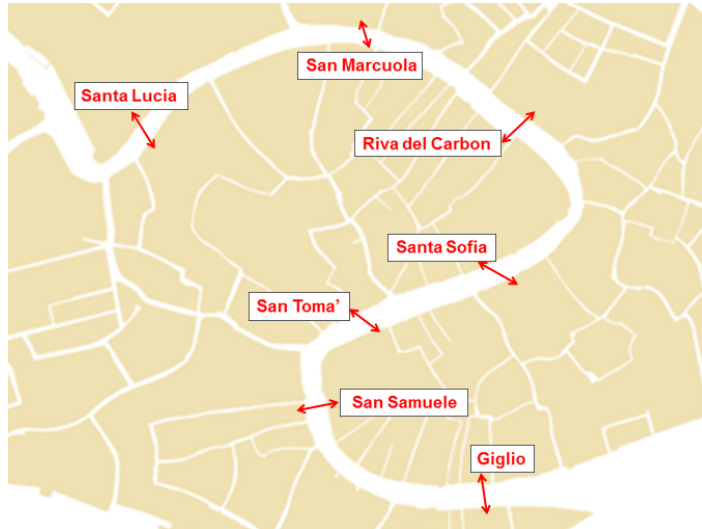 San Marcuola
Santa Lucia
Riva del Carbon
Santa Sofia
San Toma’
San Samuele
Giglio